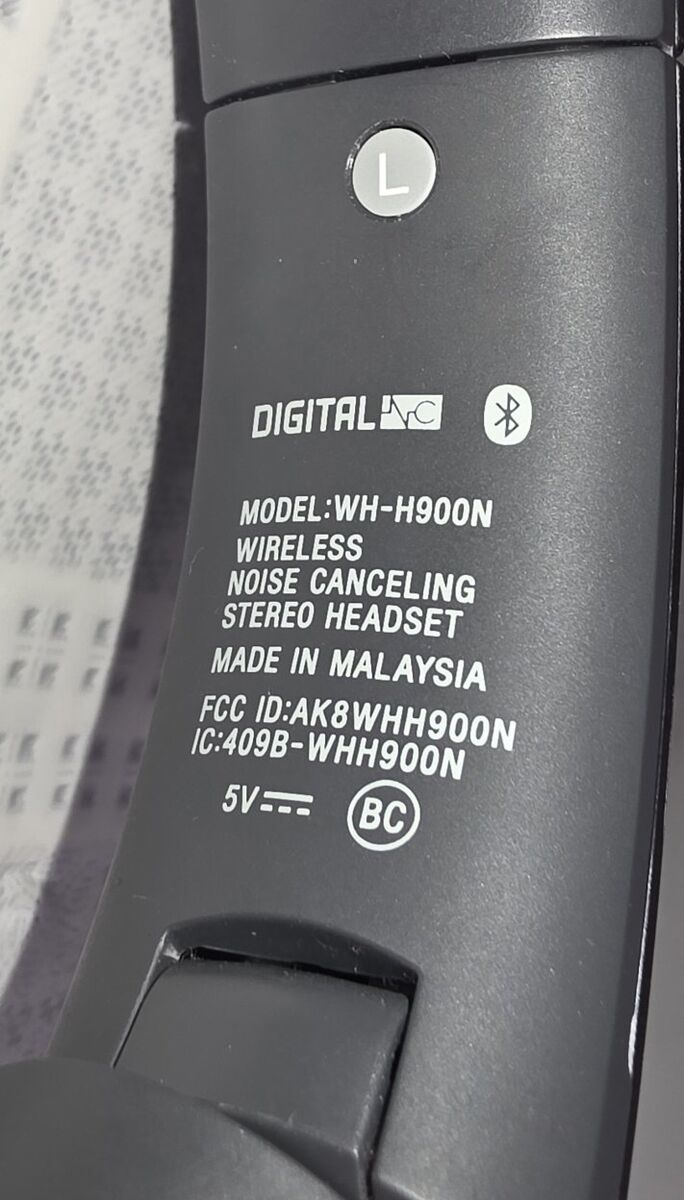 L
DIGITAL NC
MODEL:WH-H900N
WIRELESS
NOISE CANCELING
STEREO HEADSET
MADE IN MALAYSIA
FCC ID:AK8WHH900N
IC:409B-WHH900N
5V BC